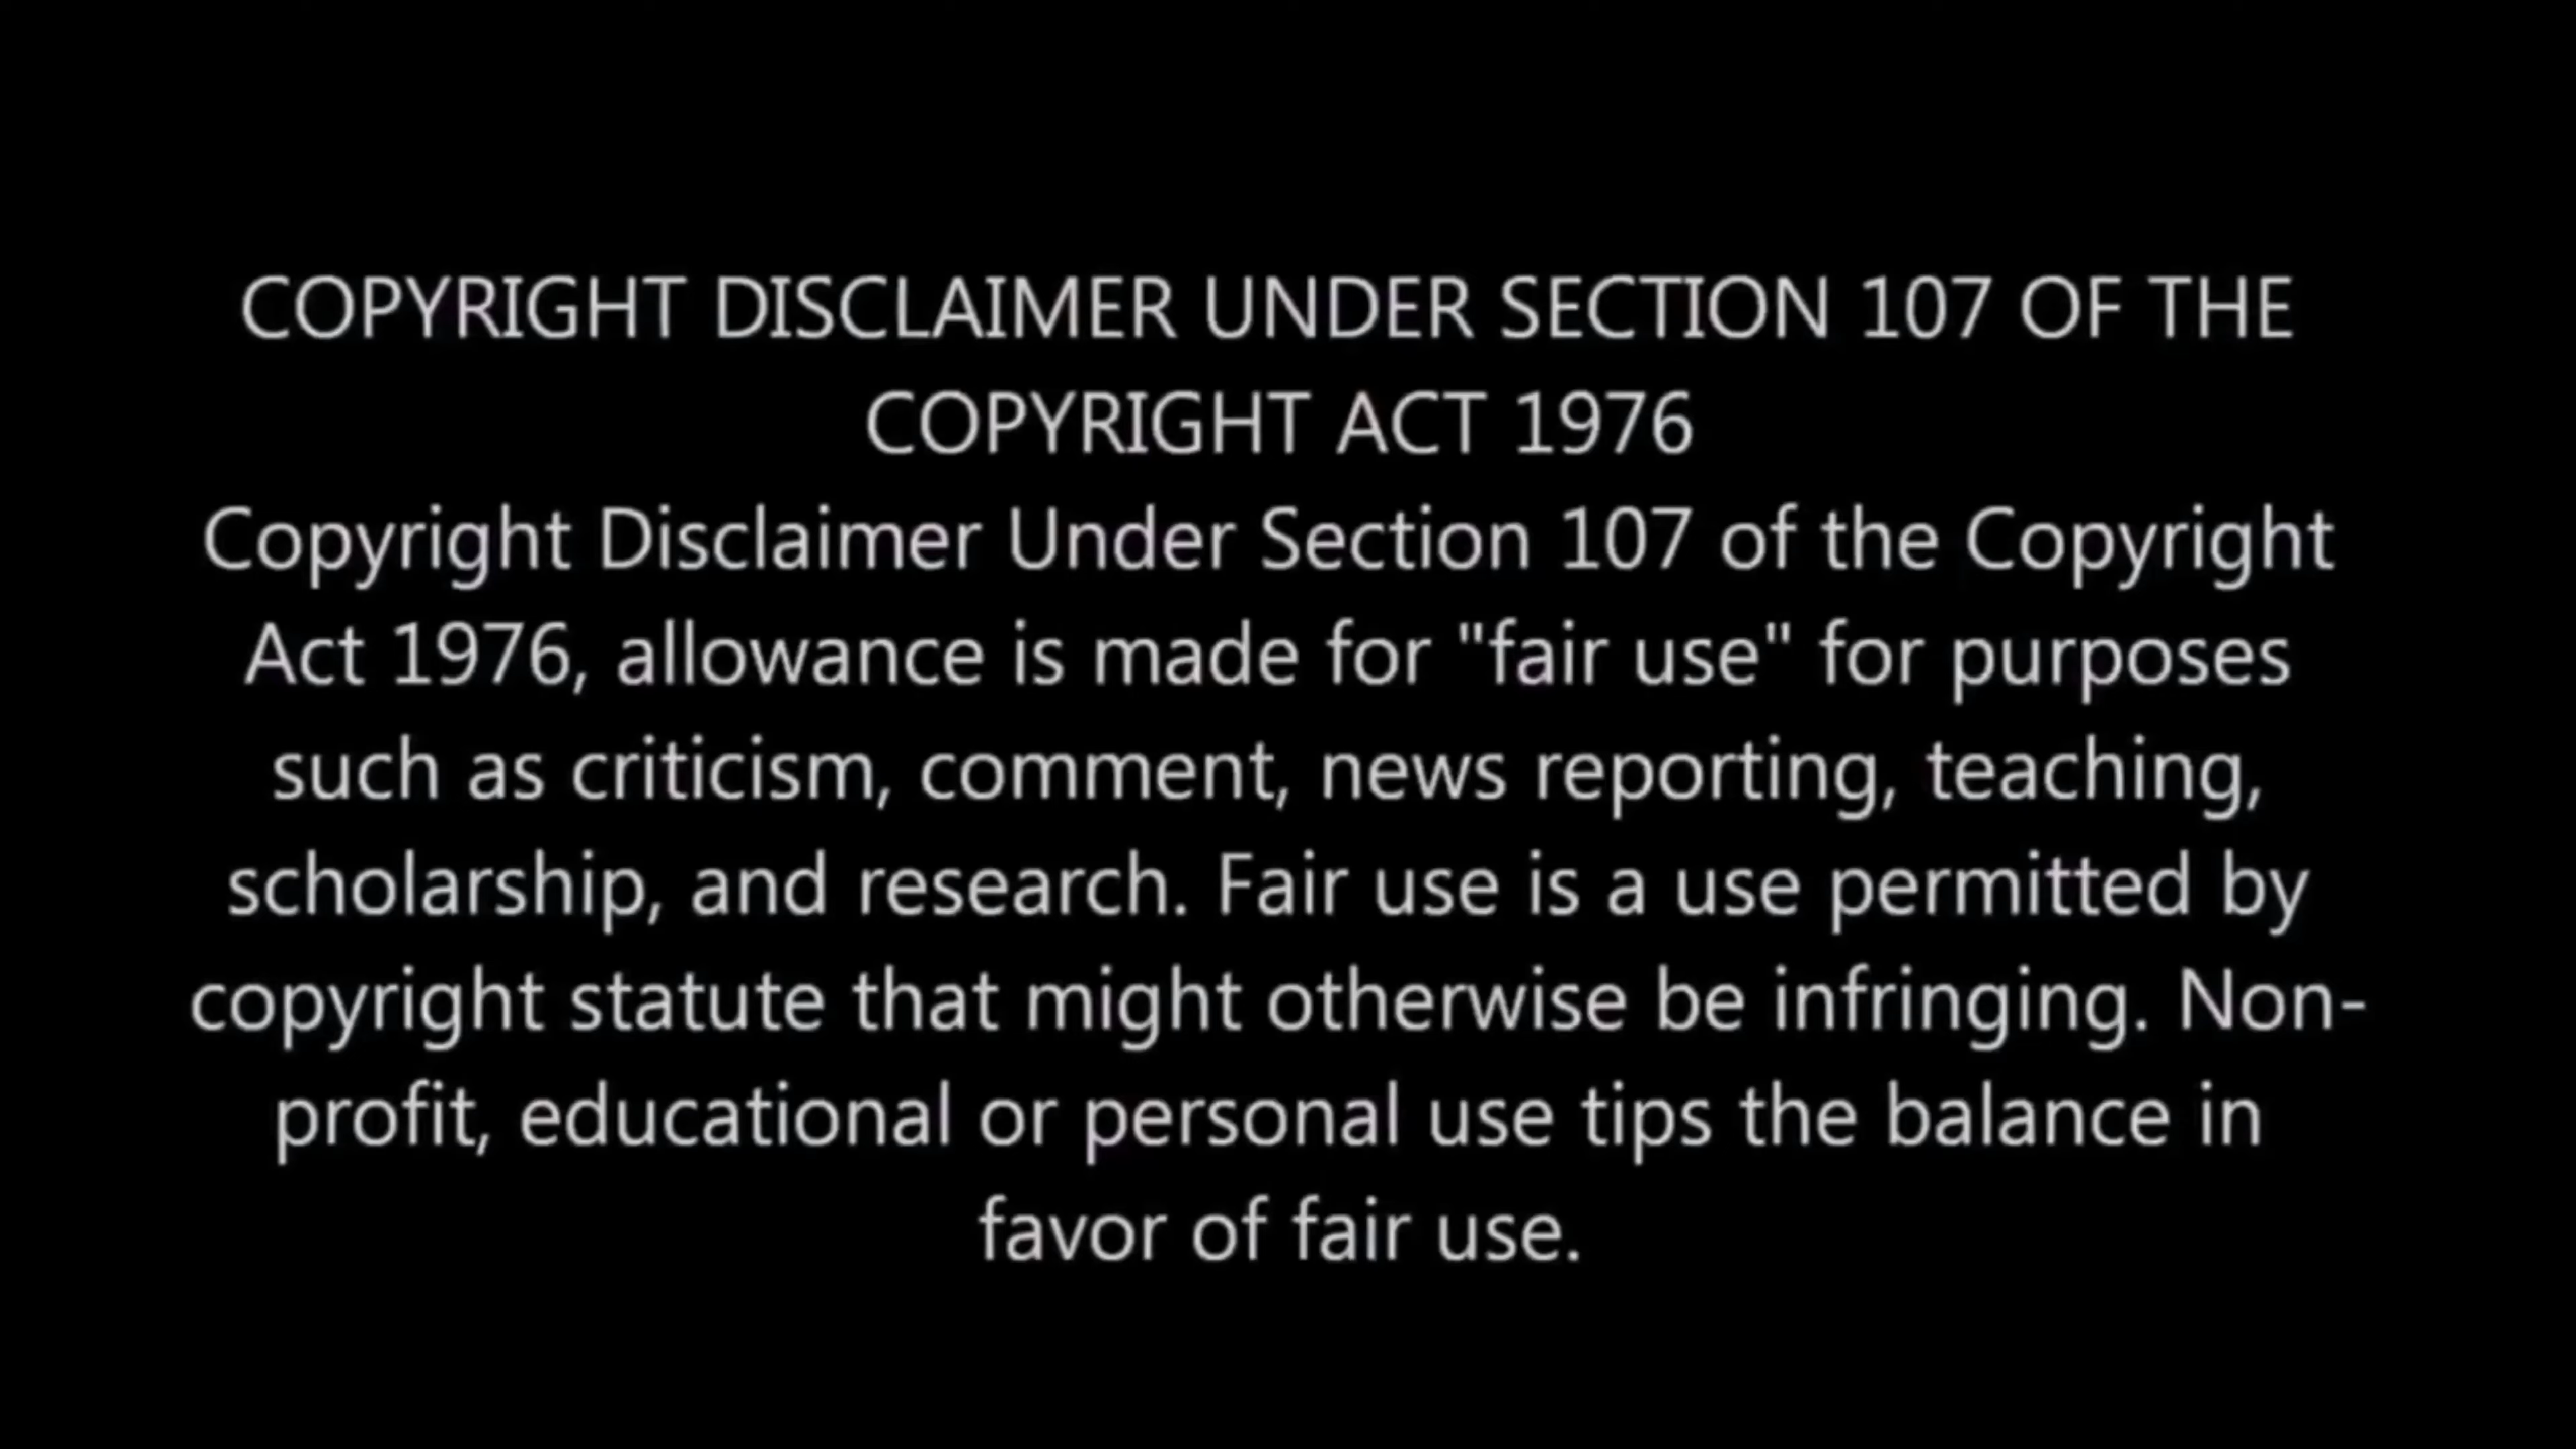 COPYRIGHT DISCLAIMER UNDER SECTION 107 OF THE
COPYRIGHT ACT 1976
Copyright Disclaimer Under Section 107 of the Copyright
Act 1976, allowance is made for "fair use" for purposes
such as criticism, comment, news reporting, teaching,
scholarship, and research. Fair use is a use permitted by
copyright statute that might otherwise be infringing. Non-
profit, educational or personal use tips the balance in
favor of fair use.